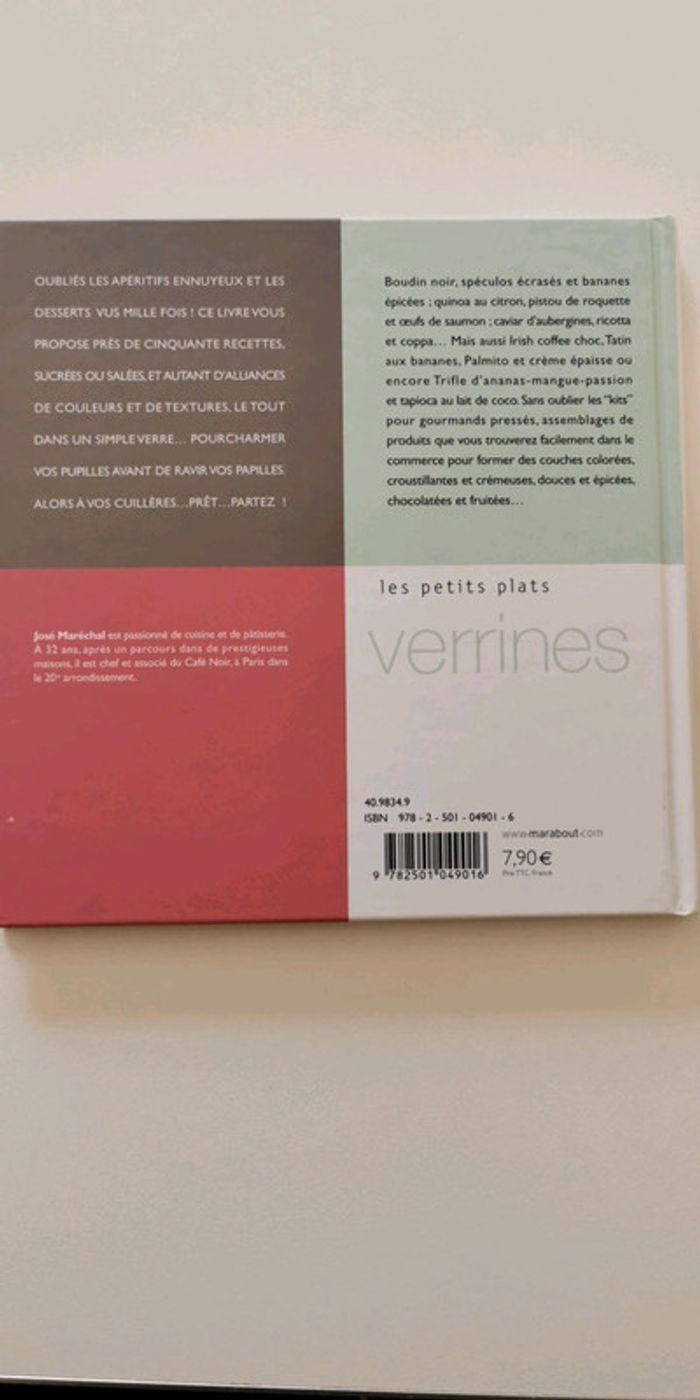 OUBLIÉS LES APÉRITIFS ENNUYEUX ET LES
DESSERTS VUS MILLE FOIS ! CE LIVRE VOUS
PROPOSE PRÈS DE CINQUANTE RECETTES,
SUCRÉES OU SALÉES, ET AUTANT D'ALLIANCES
DE COULEURS ET DE TEXTURES, LE TOUT
DANS UN SIMPLE VERRE... POUR CHARMER
VOS PUPILLES AVANT DE RAVIR VOS PAPILLES.
ALORS À VOS CUILLÈRES...PRÊT...PARTEZ !
José Maréchal est passionné de cuisine et de pâtisserie.
À 32 ans, après un parcours dans de prestigieuses
maisons, il est chef et associé du Café Noir, à Paris dans
le 20e arrondissement.
Boudin noir, spéculos écrasés et bananes
épicées ; quinoa au citron, pistou de roquette
et œufs de saumon ; caviar d'aubergines, ricotta
et coppa... Mais aussi Irish coffee choc, Tatin
aux bananes, Palmito et crème épaisse ou
encore Trifle d'ananas-mangue-passion
et tapioca au lait de coco. Sans oublier les "kits"
pour gourmands pressés, assemblages de
produits que vous trouverez facilement dans le
commerce pour former des couches colorées,
croustillantes et crémeuses, douces et épicées,
chocolatées et fruitées...
les petits plats
verrines
40.9834.9
ISBN 978 - 2 - 501 - 04901 - 6
www.marabout.com
7,90 €
Prix TTC France
9 782501 049016